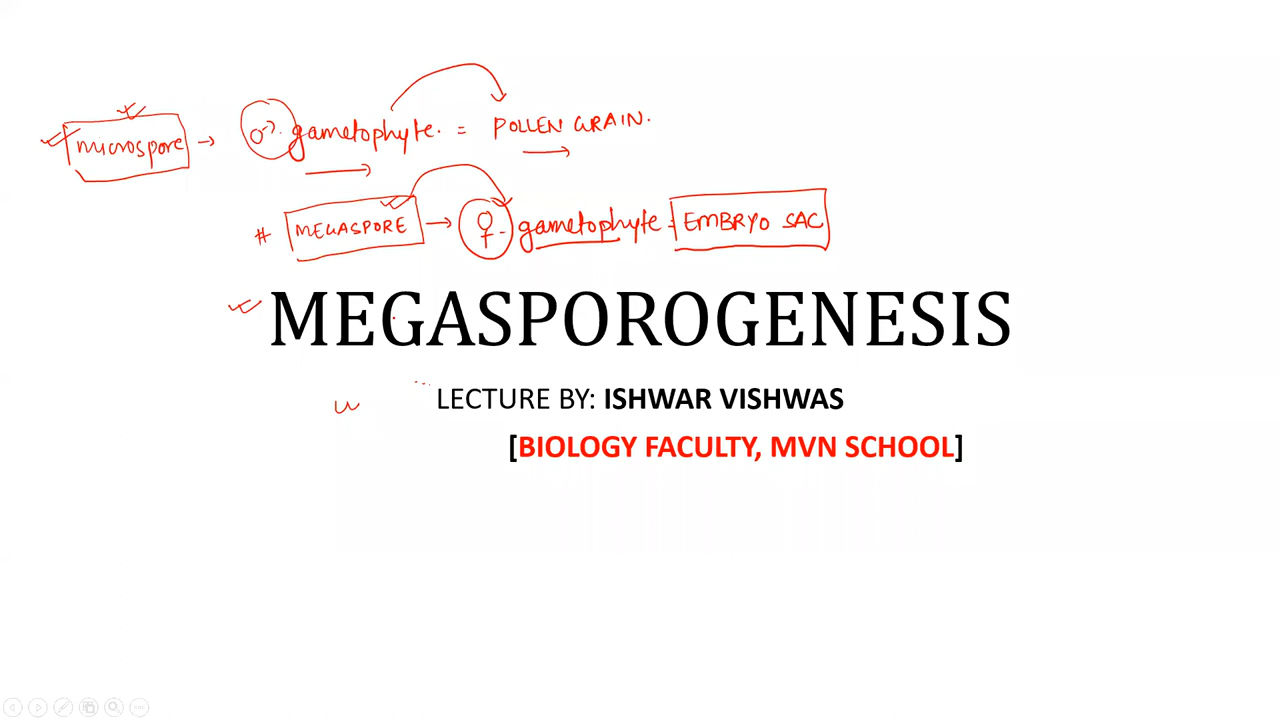 microspore → ♂ gametophyte. = POLLEN GRAIN.
# MEGASPORE → ♀ gametophyte = EMBRYO SAC
MEGASPOROGENESIS
LECTURE BY: ISHWAR VISHWAS
[BIOLOGY FACULTY, MVN SCHOOL]